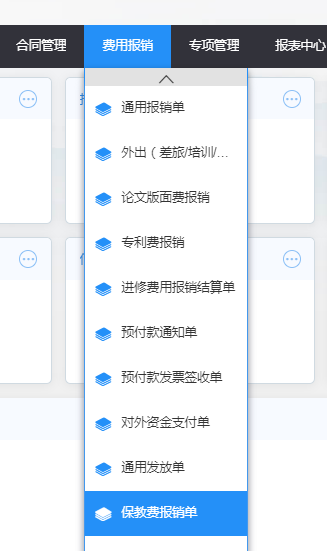 合同管理 费用报销 专项管理 报表中心
通用报销单
外出（差旅/培训/...
论文版面费报销
专利费报销
进修费用报销结算单
预付款通知单
预付款发票签收单
对外资金支付单
通用发放单
保教费报销单